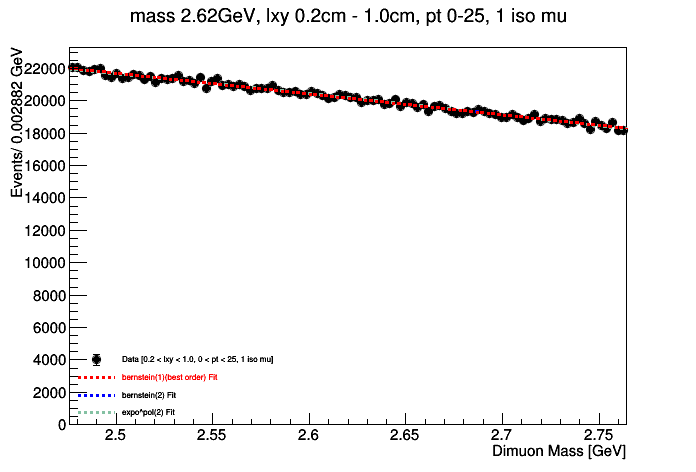 mass 2.62GeV, lxy 0.2cm - 1.0cm, pt 0-25, 1 iso mu
Events/ 0.002882 GeV
22000
20000
18000
16000
14000
12000
10000
8000
6000
4000
2000
0
Data [0.2 < lxy < 1.0, 0 < pt < 25, 1 iso mu]
bernstein(1)(best order) Fit
bernstein(2) Fit
expo^pol(2) Fit
2.5 2.55 2.6 2.65 2.7 2.75
Dimuon Mass [GeV]